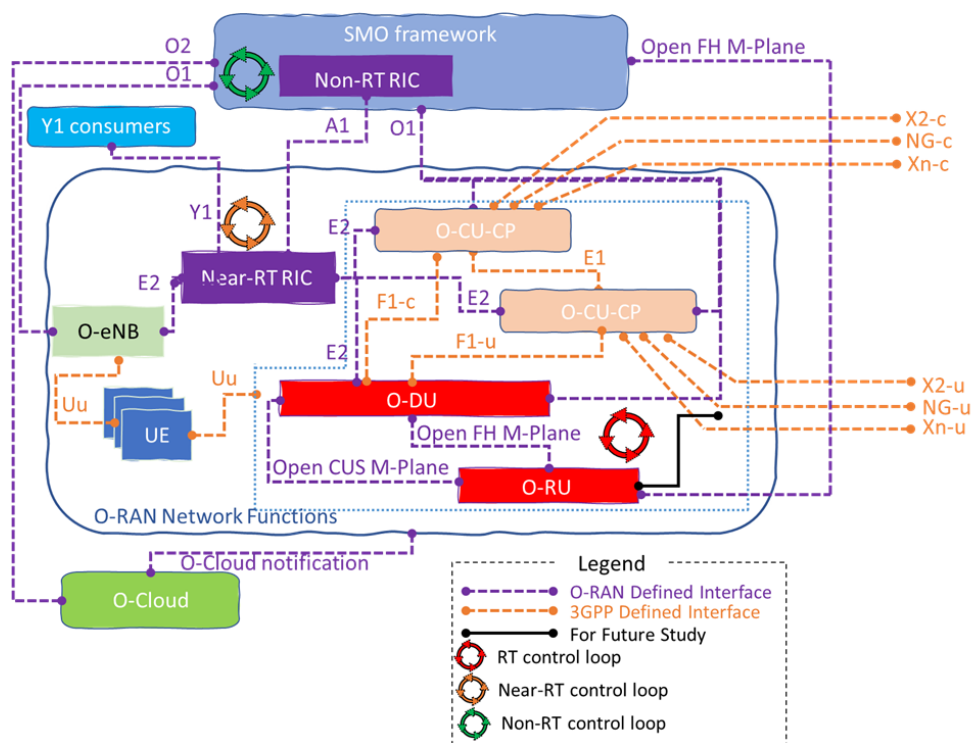 SMO framework
O2
Open FH M-Plane
O1
Non-RT RIC
Y1 consumers
A1
O1
X2-c
NG-c
Xn-c
Y1
E2
O-CU-CP
E1
Near-RT RIC
E2
F1-c
E2
O-CU-CP
O-eNB
F1-u
E2
Uu
Uu
X2-u
O-DU
NG-u
Xn-u
UE
Open FH M-Plane
Open CUS M-Plane
O-RU
O-RAN Network Functions
O-Cloud notification
O-Cloud
Legend
O-RAN Defined Interface
3GPP Defined Interface
For Future Study
RT control loop
Near-RT control loop
Non-RT control loop